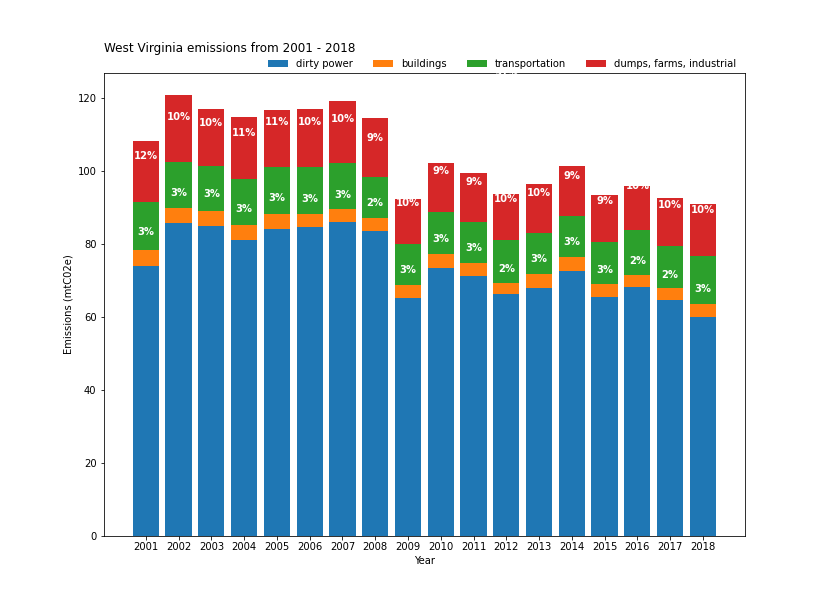 West Virginia emissions from 2001 - 2018
dirty power buildings transportation dumps, farms, industrial
120
100
80
60
40
20
0
Emissions (mtC02e)
12% 10% 10% 11% 11% 10% 10% 9% 10% 9% 9% 10% 10% 9% 9% 10% 10% 10%
3% 3% 3% 3% 3% 3% 3% 2% 3% 3% 3% 2% 3% 3% 3% 2% 2% 3%
2001 2002 2003 2004 2005 2006 2007 2008 2009 2010 2011 2012 2013 2014 2015 2016 2017 2018
Year